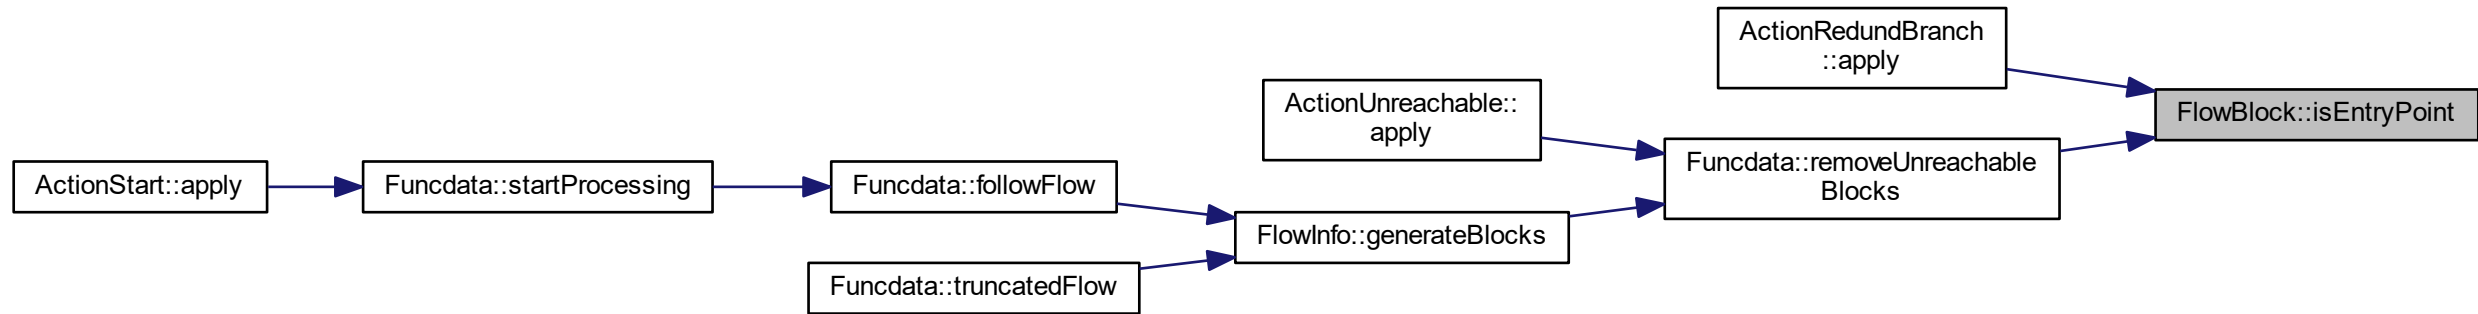 ActionRedundBranch
::apply
ActionUnreachable::
apply
FlowBlock::isEntryPoint
Funcdata::removeUnreachable
Blocks
ActionStart::apply
Funcdata::startProcessing
Funcdata::followFlow
FlowInfo::generateBlocks
Funcdata::truncatedFlow